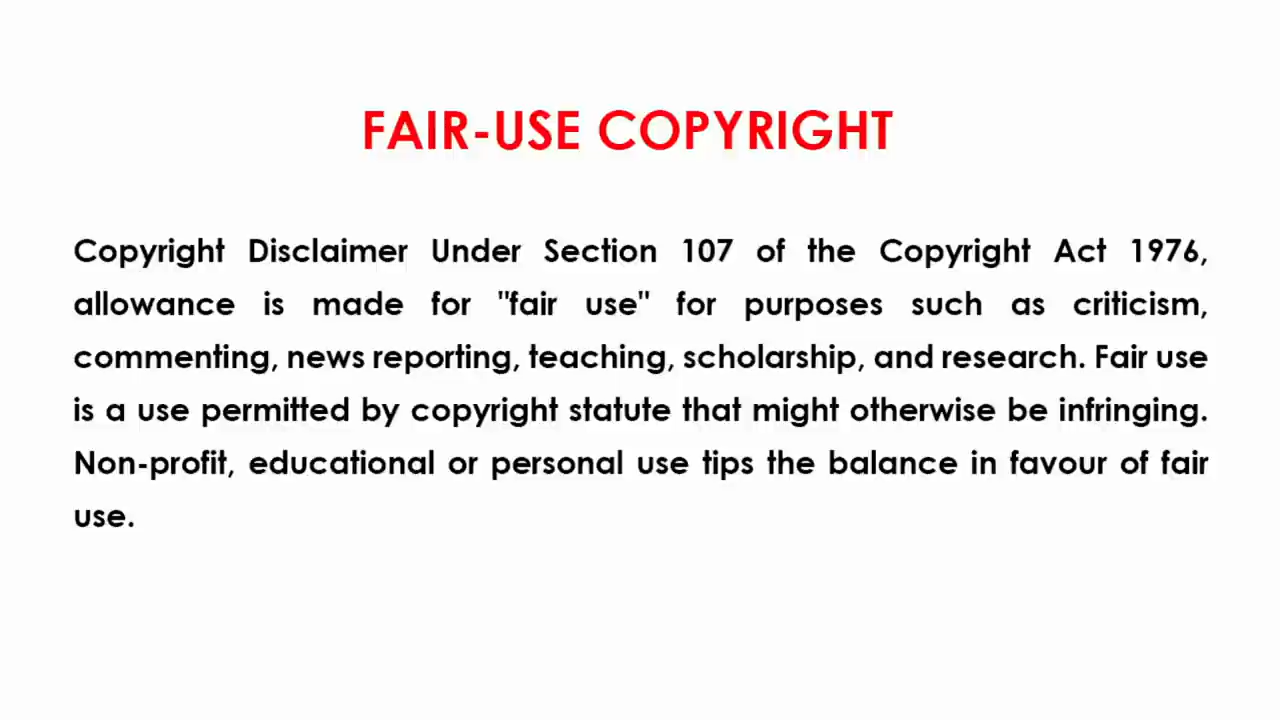 FAIR-USE COPYRIGHT
Copyright Disclaimer Under Section 107 of the Copyright Act 1976,
allowance is made for "fair use" for purposes such as criticism,
commenting, news reporting, teaching, scholarship, and research. Fair use
is a use permitted by copyright statute that might otherwise be infringing.
Non-profit, educational or personal use tips the balance in favour of fair
use.